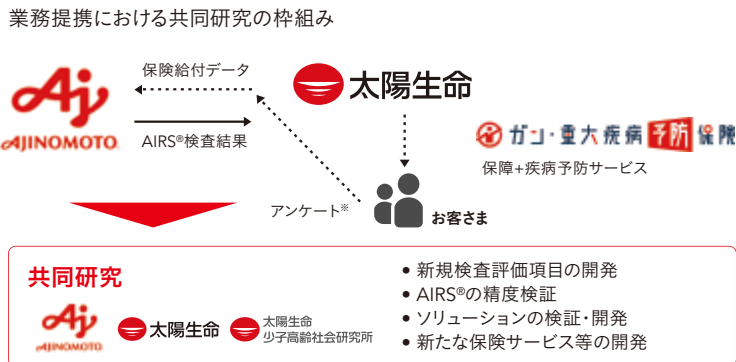 業務提携における共同研究の枠組み
保険給付データ
AJINOMOTO
AIRS®検査結果
太陽生命
ガン・重大疾病予防保険
保障+疾病予防サービス
アンケート※
お客さま
共同研究
AJINOMOTO
太陽生命
太陽生命
少子高齢社会研究所
• 新規検査評価項目の開発
• AIRS®の精度検証
• ソリューションの検証・開発
• 新たな保険サービス等の開発